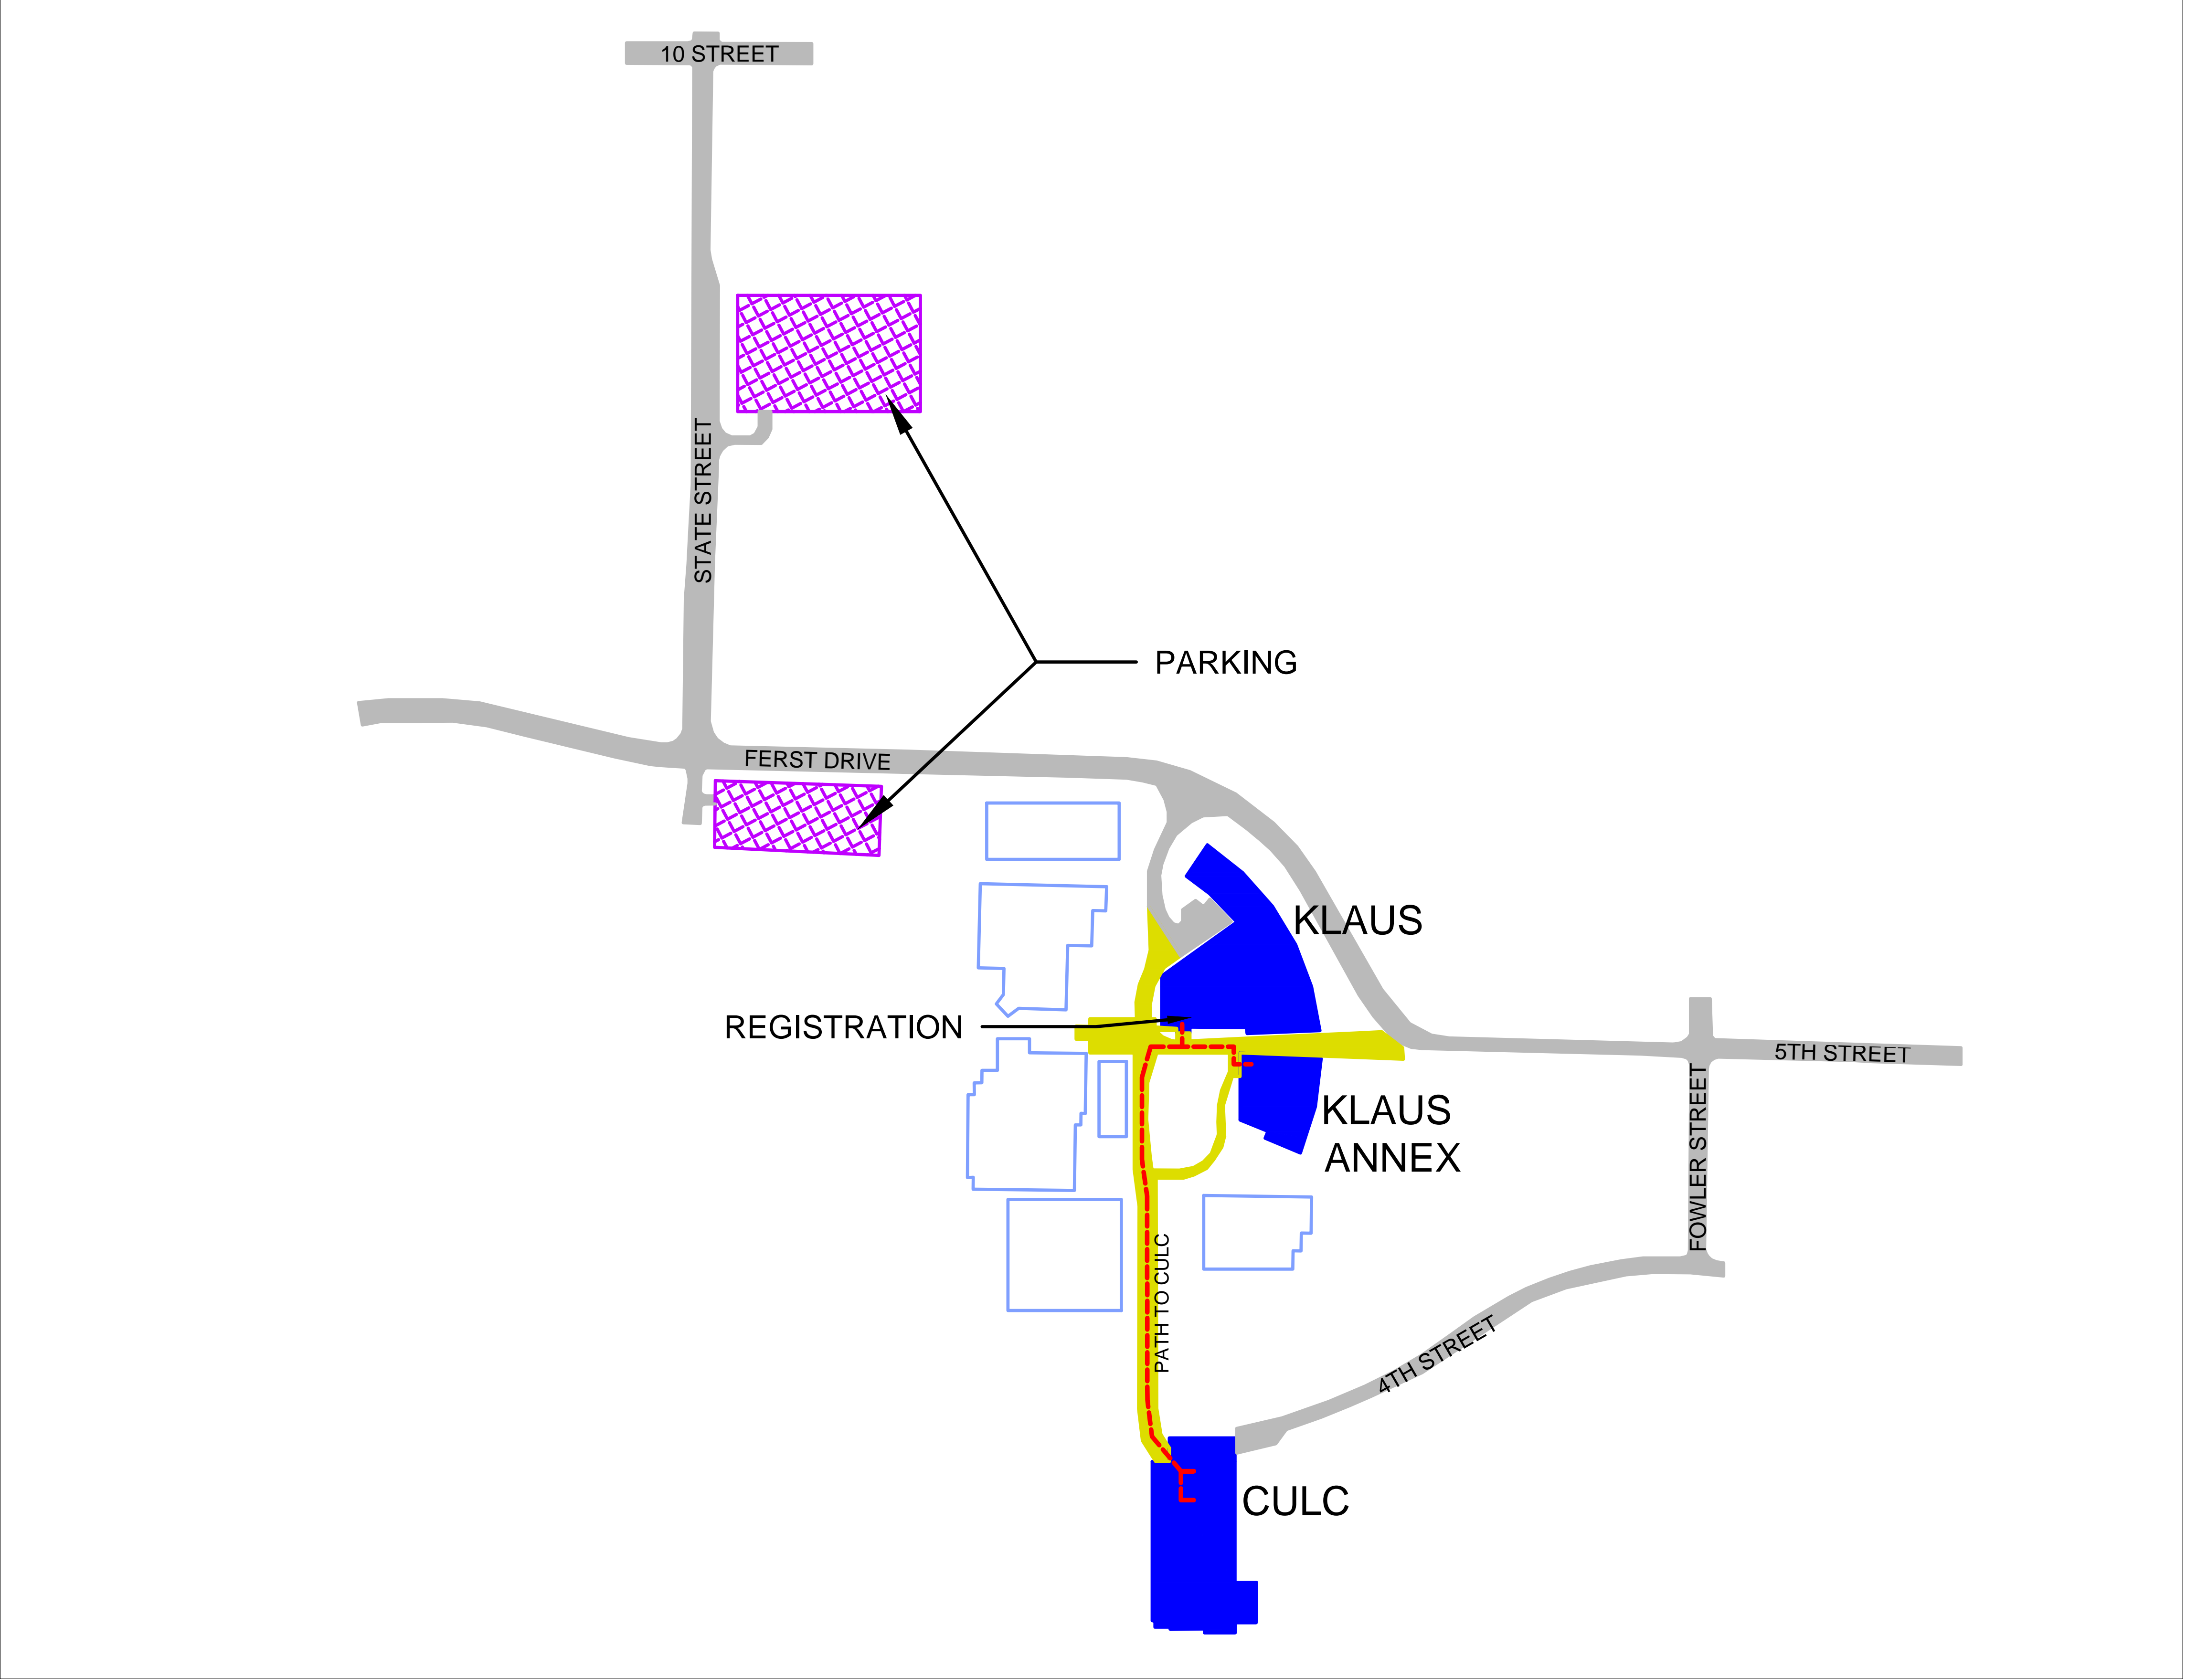 10 STREET
STATE STREET
PARKING
FERST DRIVE
KLAUS
REGISTRATION
5TH STREET
KLAUS
ANNEX
FOWLER STREET
PATH TO CULC
4TH STREET
CULC